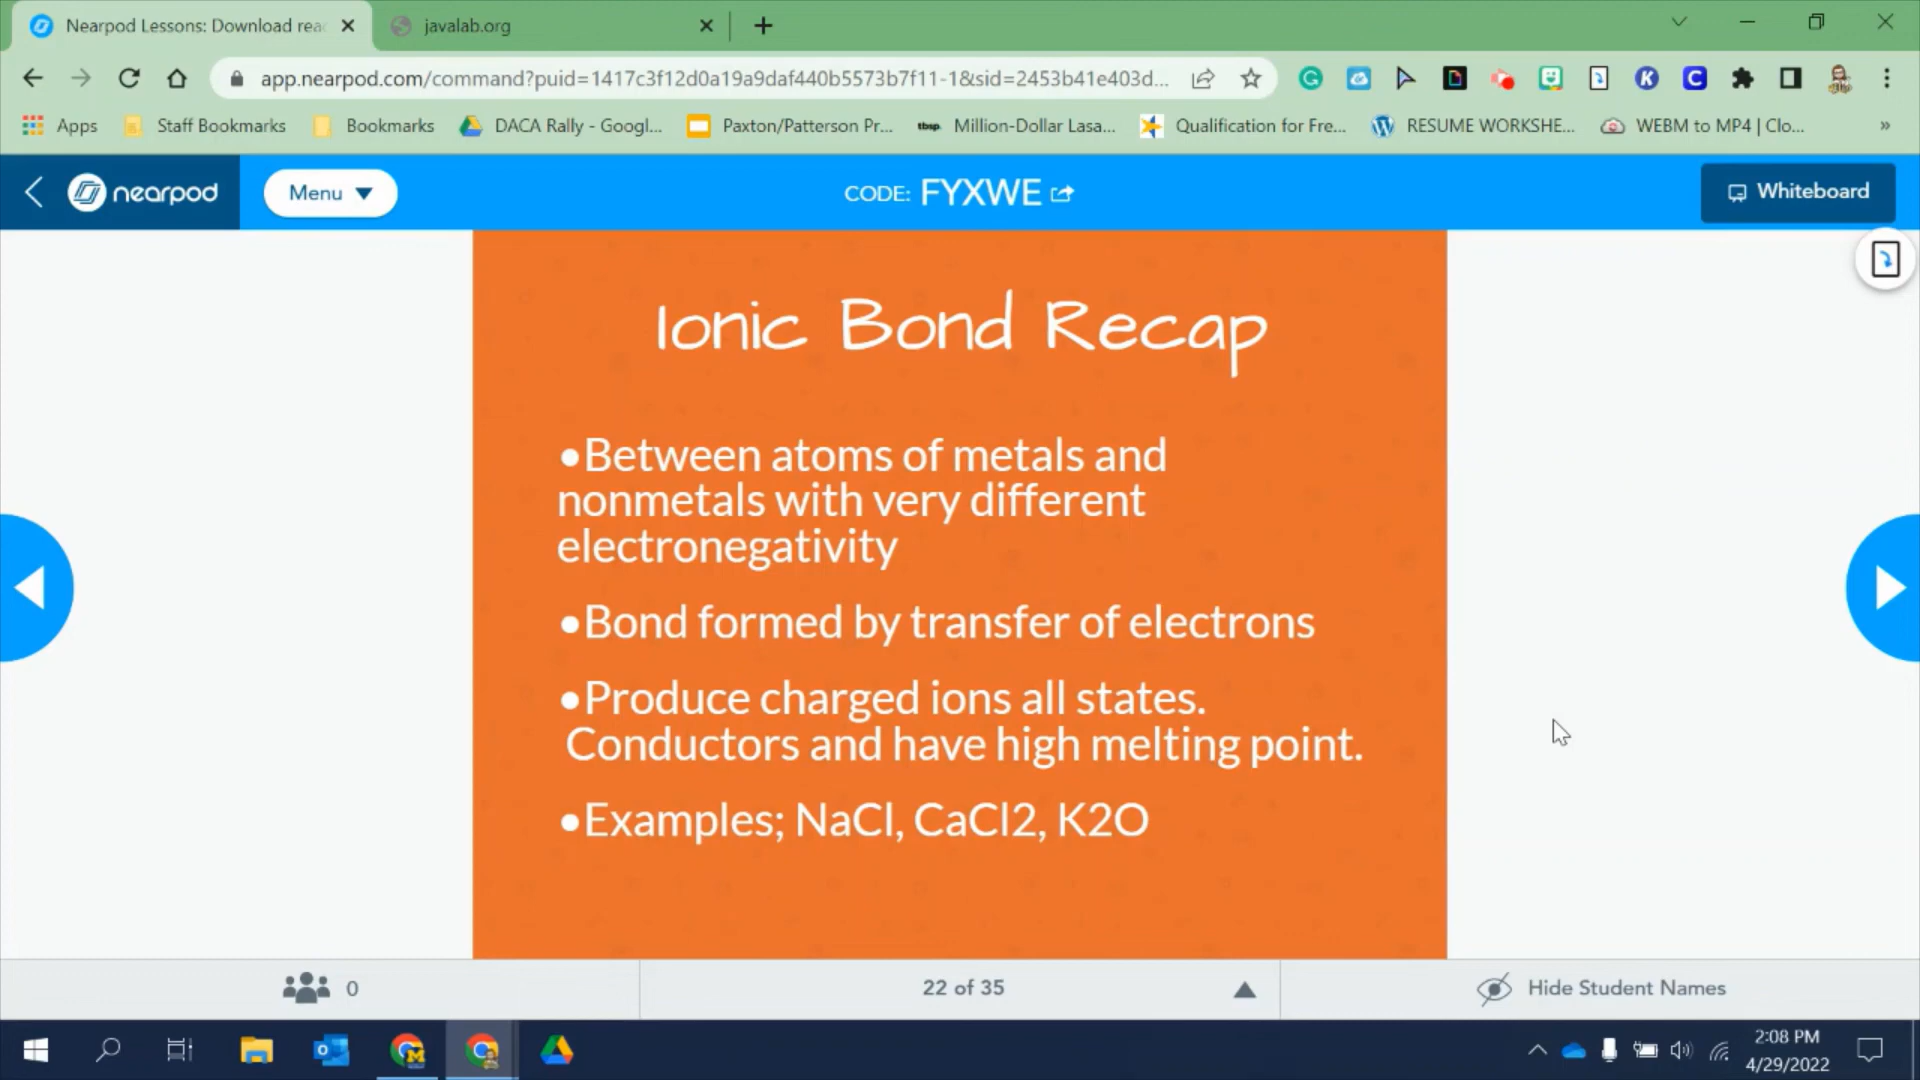 Nearpod Lessons: Download rea
javalab.org
app.nearpod.com/command?puid=1417c3f12d0a19a9daf440b5573b7f11-1&sid=2453b41e403d...
Apps Staff Bookmarks Bookmarks DACA Rally - Googl... Paxton/Patterson Pr... tbsp. Million-Dollar Lasa... Qualification for Fre... RESUME WORKSHE... WEBM to MP4 | Clo... »
nearpod Menu CODE: FYXWE Whiteboard
Ionic Bond Recap
•Between atoms of metals and
nonmetals with very different
electronegativity
•Bond formed by transfer of electrons
•Produce charged ions all states.
Conductors and have high melting point.
•Examples; NaCl, CaCl2, K2O
0 22 of 35 Hide Student Names
2:08 PM
4/29/2022